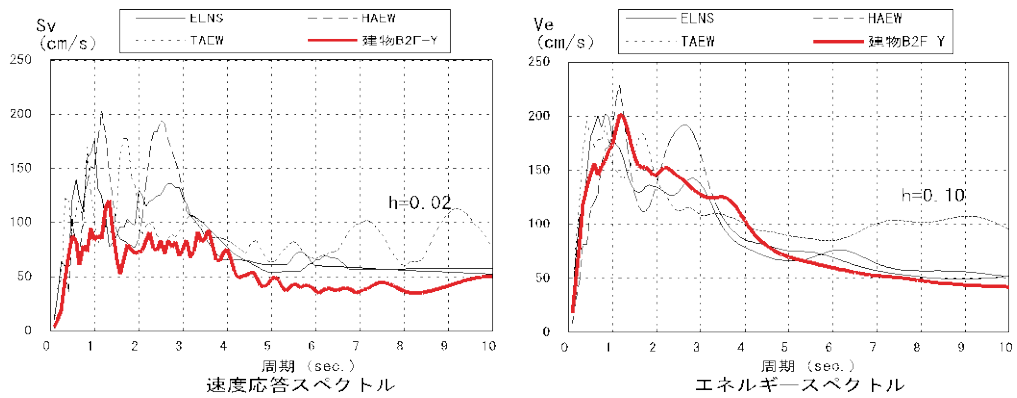 Sv
(cm/s)
ELNS
HAEW
TAEW
建物B2F-Y
250
200
150
100
50
0
h=0.02
0 1 2 3 4 5 6 7 8 9 10
周期 (sec.)
速度応答スペクトル
Ve
(cm/s)
ELNS
HAEW
TAEW
建物B2F Y
250
200
150
100
50
0
h=0.10
0 1 2 3 4 5 6 7 8 9 10
周期 (sec.)
エネルギースペクトル